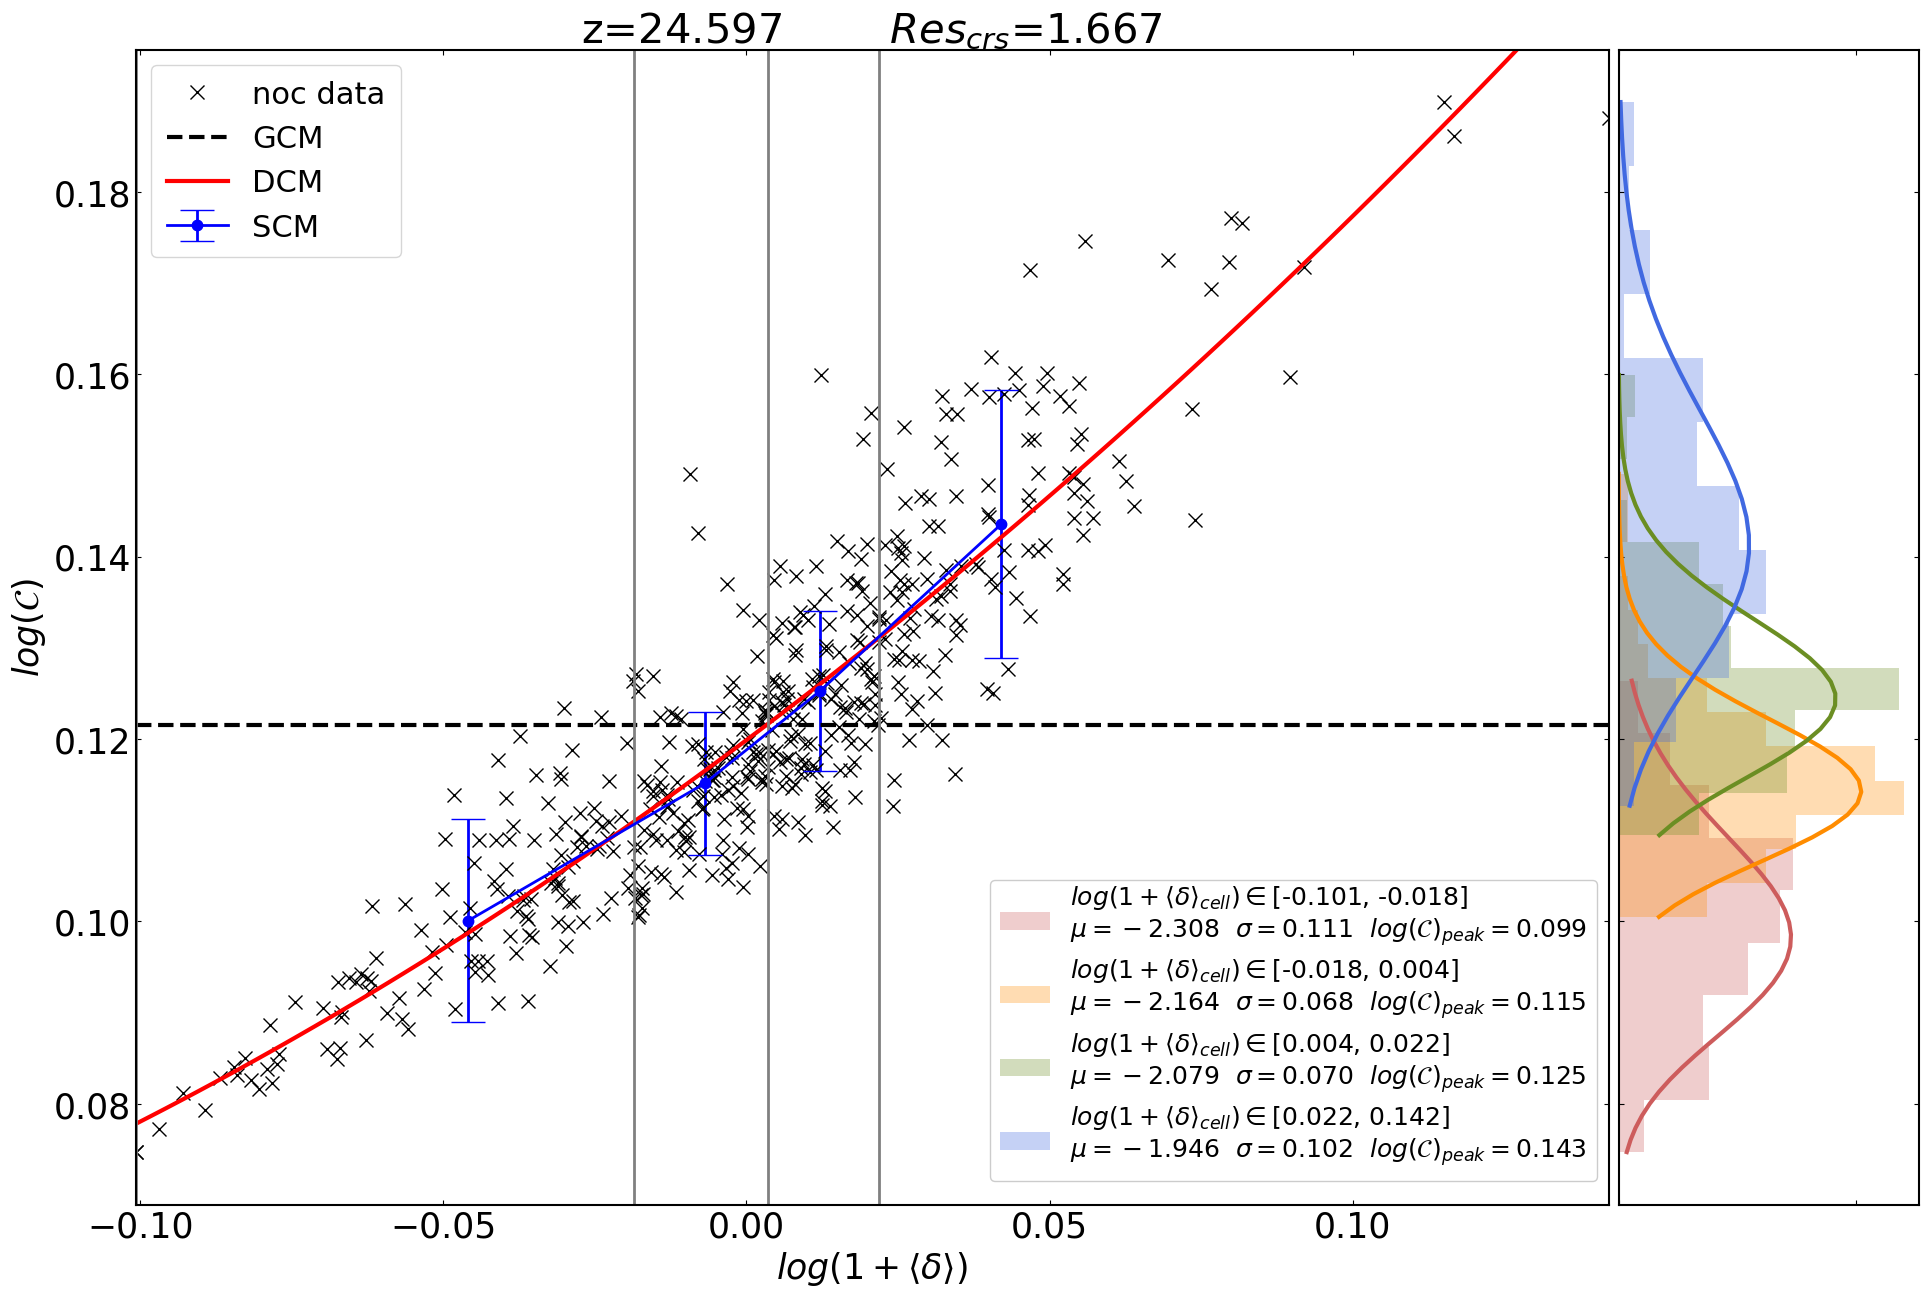 z=24.597 Res_crs=1.667
noc data
GCM
DCM
SCM
0.18
0.16
0.14
0.12
0.10
0.08
log(𝒞)
log(1 + ⟨δ⟩_cell) ∈ [-0.101, -0.018]
μ = −2.308 σ = 0.111 log(𝒞)_peak = 0.099
log(1 + ⟨δ⟩_cell) ∈ [-0.018, 0.004]
μ = −2.164 σ = 0.068 log(𝒞)_peak = 0.115
log(1 + ⟨δ⟩_cell) ∈ [0.004, 0.022]
μ = −2.079 σ = 0.070 log(𝒞)_peak = 0.125
log(1 + ⟨δ⟩_cell) ∈ [0.022, 0.142]
μ = −1.946 σ = 0.102 log(𝒞)_peak = 0.143
−0.10 −0.05 0.00 0.05 0.10
log(1 + ⟨δ⟩)